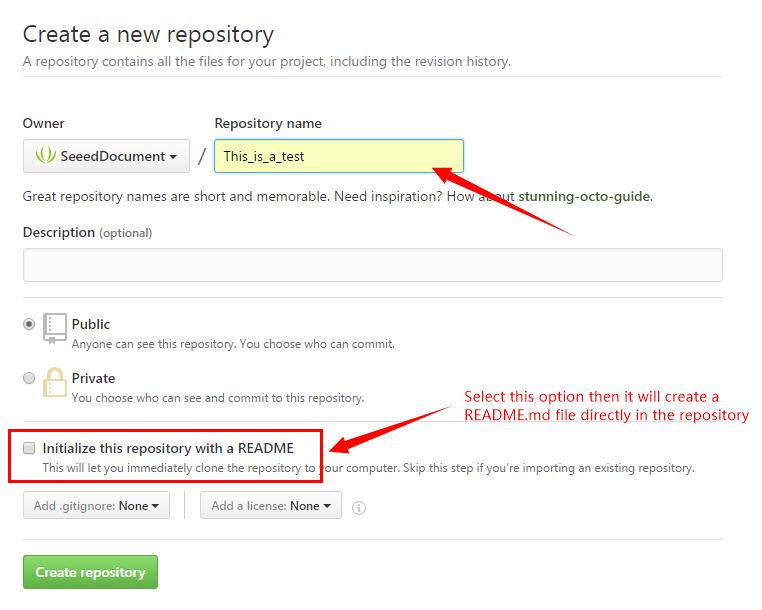 Create a new repository
A repository contains all the files for your project, including the revision history.
Owner
Repository name
SeeedDocument
/
This_is_a_test
Great repository names are short and memorable. Need inspiration? How about stunning-octo-guide.
Description (optional)
Public
Anyone can see this repository. You choose who can commit.
Private
You choose who can see and commit to this repository.
Select this option then it will create a
README.md file directly in the repository
Initialize this repository with a README
This will let you immediately clone the repository to your computer. Skip this step if you're importing an existing repository.
Add .gitignore: None
Add a license: None
Create repository